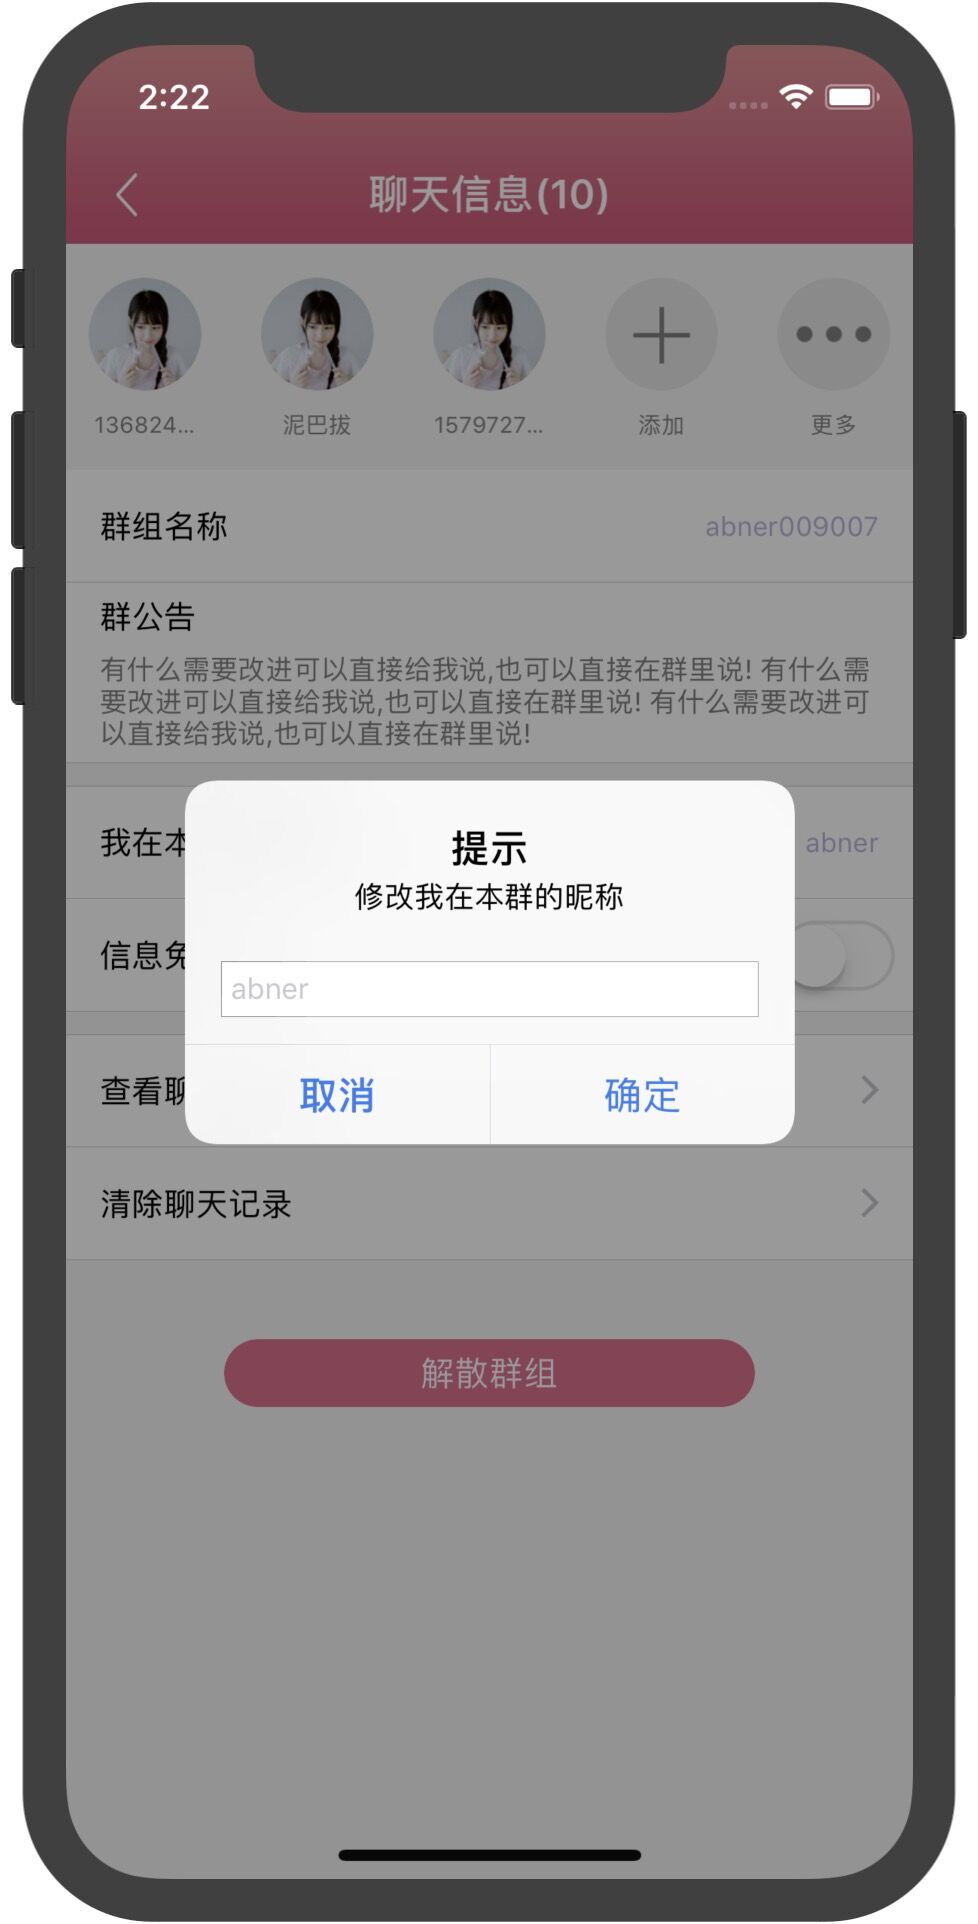 2:22
聊天信息(10)
136824...
泥巴拔
1579727...
添加
更多
群组名称
abner009007
群公告
有什么需要改进可以直接给我说,也可以直接在群里说! 有什么需
要改进可以直接给我说,也可以直接在群里说! 有什么需要改进可
以直接给我说,也可以直接在群里说!
我在本
abner
提示
修改我在本群的昵称
信息免
abner
取消
确定
查看聊
清除聊天记录
解散群组